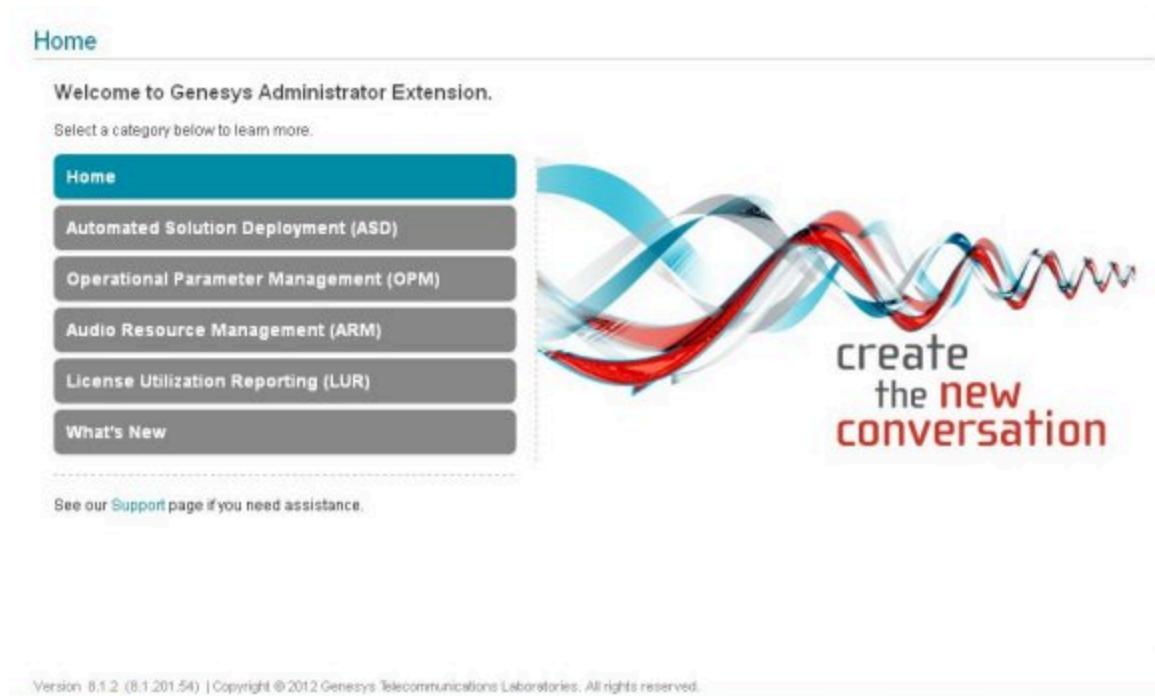 Home
Welcome to Genesys Administrator Extension.
Select a category below to learn more.
Home
Automated Solution Deployment (ASD)
Operational Parameter Management (OPM)
Audio Resource Management (ARM)
License Utilization Reporting (LUR)
What's New
create
the new
conversation
See our Support page if you need assistance.
Version 8.1.2 (8.1.201.54) | Copyright © 2012 Genesys Telecommunications Laboratories. All rights reserved.